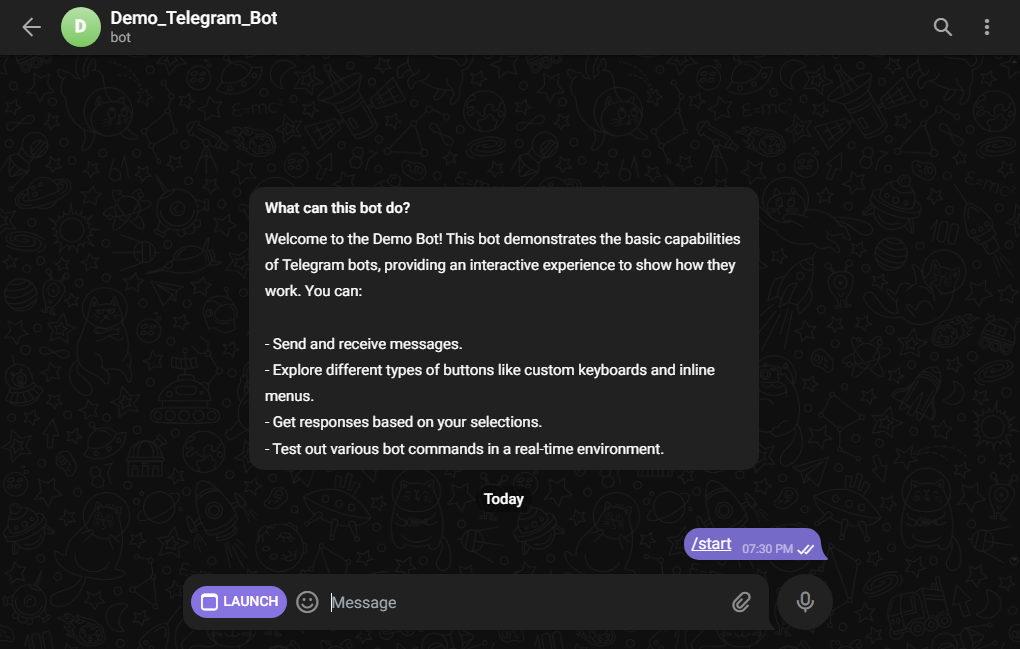 D
Demo_Telegram_Bot
bot
What can this bot do?
Welcome to the Demo Bot! This bot demonstrates the basic capabilities
of Telegram bots, providing an interactive experience to show how they
work. You can:
- Send and receive messages.
- Explore different types of buttons like custom keyboards and inline
menus.
- Get responses based on your selections.
- Test out various bot commands in a real-time environment.
Today
/start 07:30 PM
LAUNCH Message